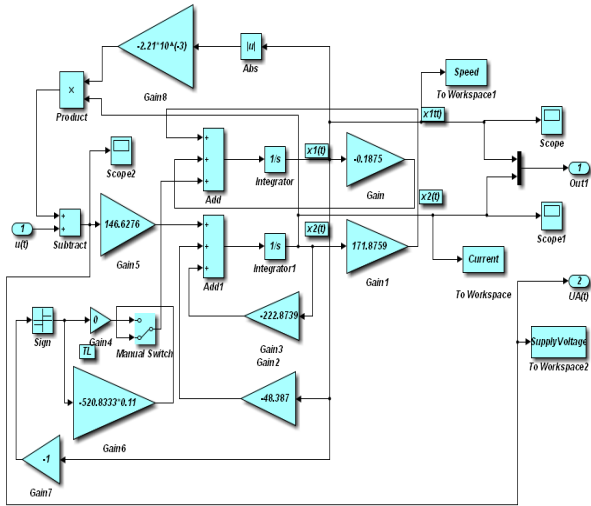 -2.21*10^(-3)
Gain8
|u|
Abs
Speed
To Workspace1
x
Product
x1tt)
Scope
Scope2
+
+
+
Add
1/s
Integrator
x1(t)
-0.1875
Gain
1
Out1
x2(t)
1
u(t)
+
+
Subtract
146.6276
Gain5
+
+
+
Add1
1/s
Integrator1
x2(t)
171.8759
Gain1
Scope1
Current
To Workspace
2
UA(t)
-222.8739
Gain3
Gain2
Sign
0
Gain4
TL
Manual Switch
SupplyVoltage
To Workspace2
-520.8333*0.11
Gain6
-48.387
-1
Gain7